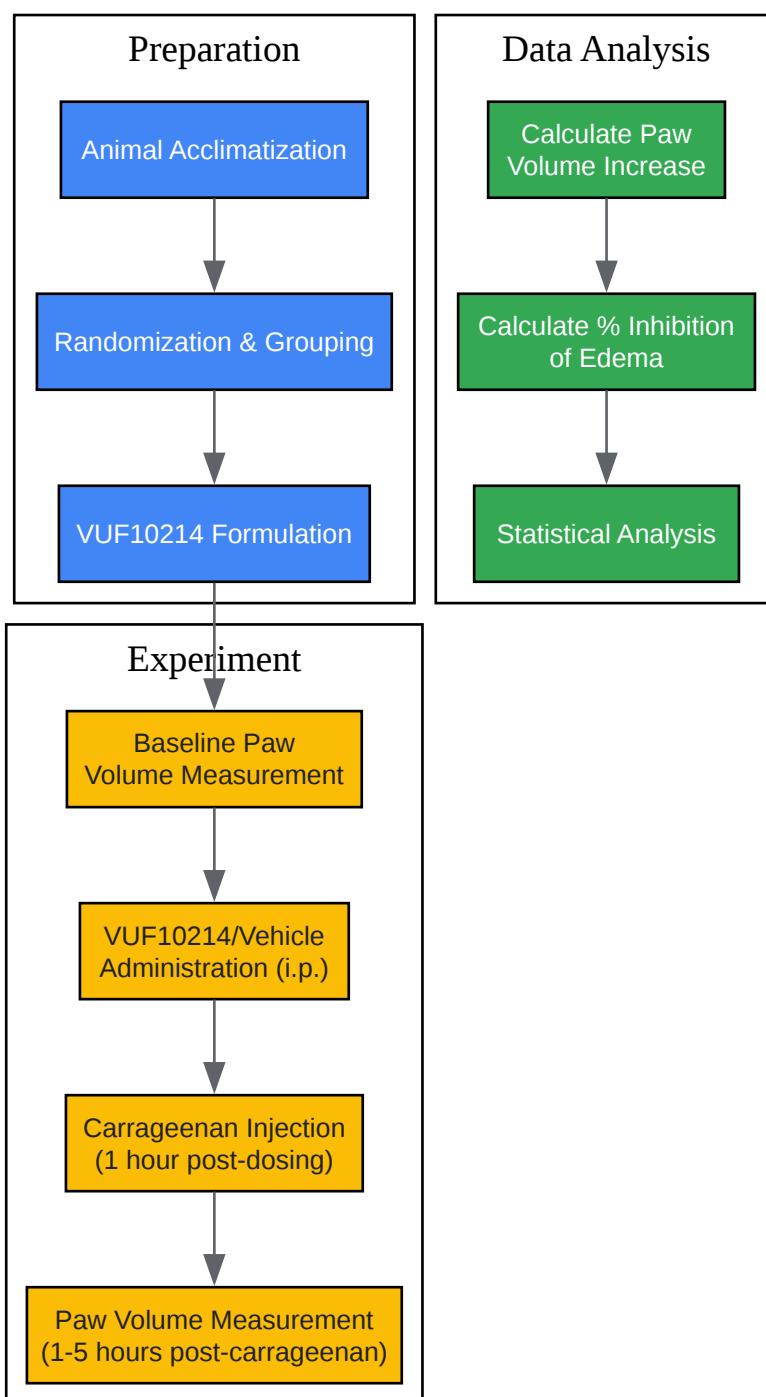 Preparation
Animal Acclimatization
Randomization & Grouping
VUF10214 Formulation
Data Analysis
Calculate Paw
Volume Increase
Calculate % Inhibition
of Edema
Statistical Analysis
Experiment
Baseline Paw
Volume Measurement
VUF10214/Vehicle
Administration (i.p.)
Carrageenan Injection
(1 hour post-dosing)
Paw Volume Measurement
(1-5 hours post-carrageenan)